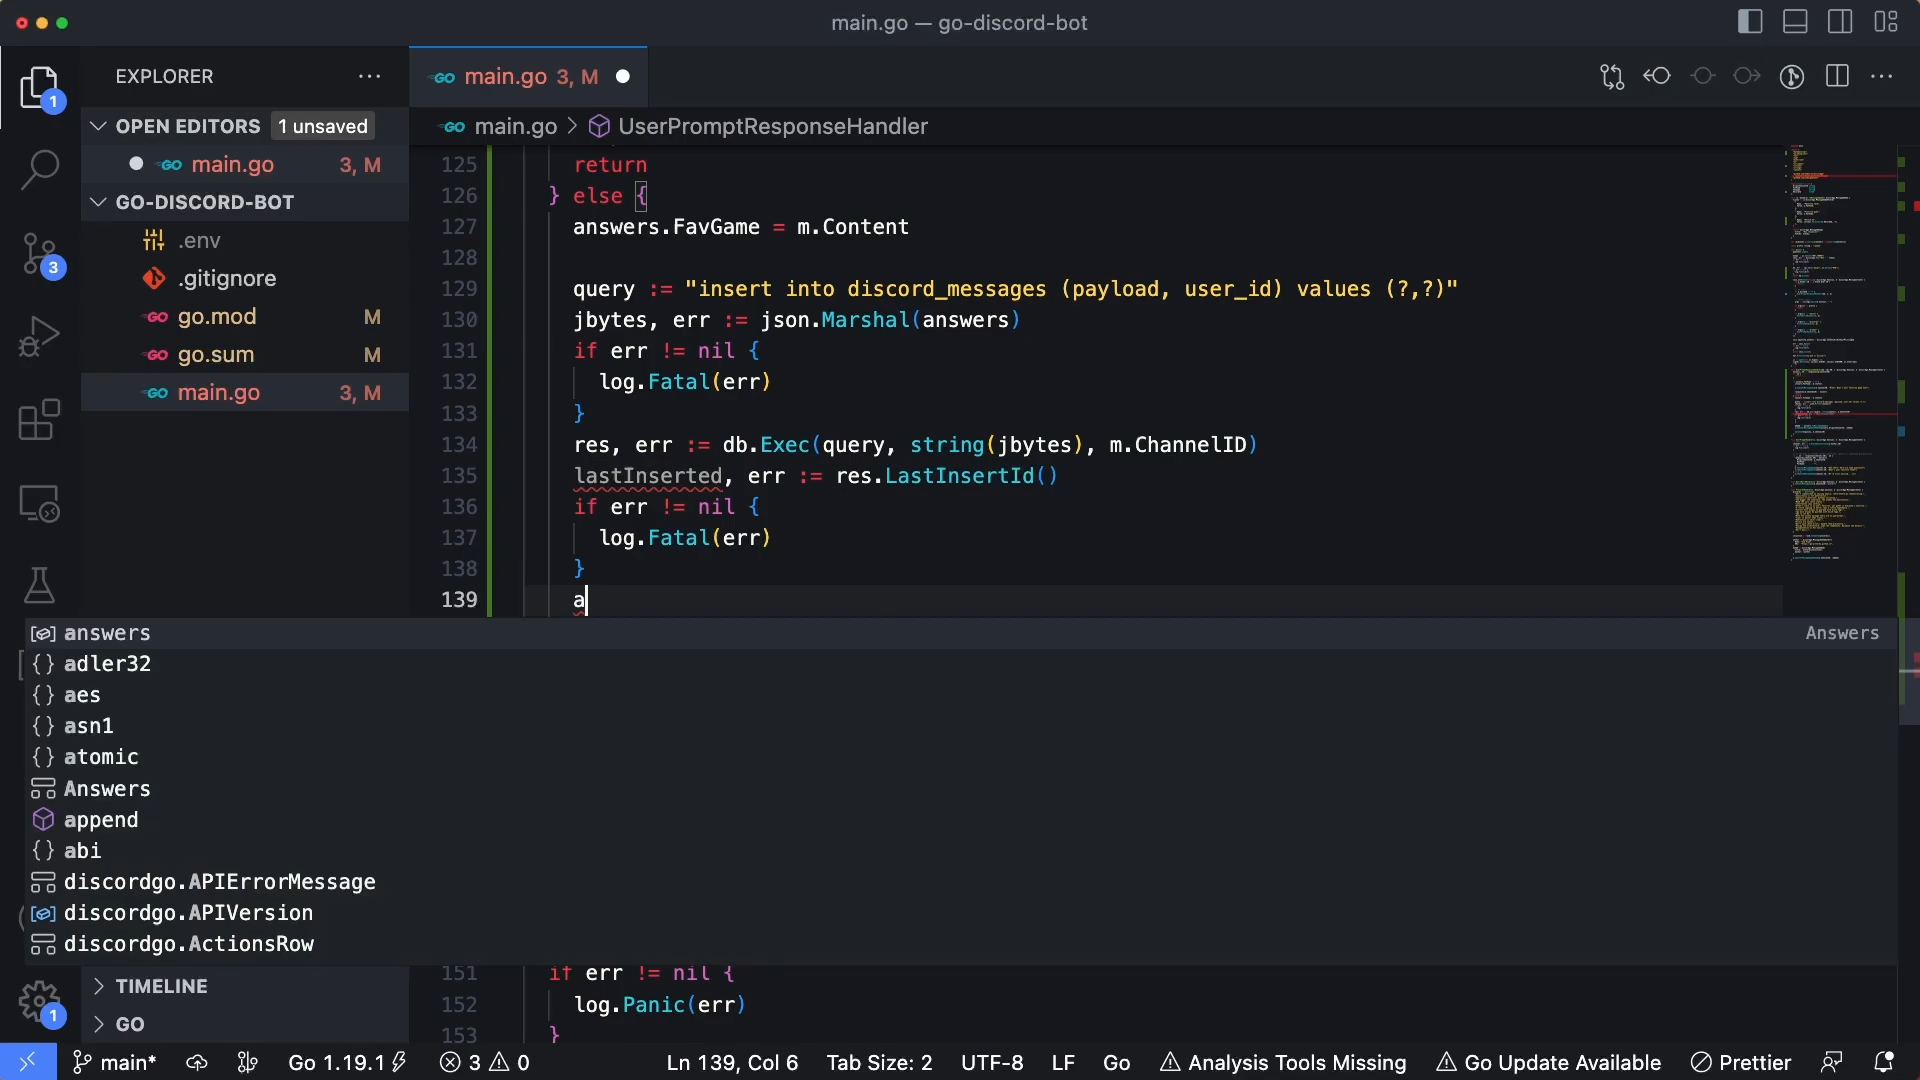 main.go — go-discord-bot
EXPLORER
main.go 3, M
OPEN EDITORS 1 unsaved
main.go 3, M
GO-DISCORD-BOT
.env
.gitignore
go.mod M
go.sum M
main.go 3, M
1
3
main.go > UserPromptResponseHandler
125 return
126 } else {
127 answers.FavGame = m.Content
128
129 query := "insert into discord_messages (payload, user_id) values (?,?)"
130 jbytes, err := json.Marshal(answers)
131 if err != nil {
132 log.Fatal(err)
133 }
134 res, err := db.Exec(query, string(jbytes), m.ChannelID)
135 lastInserted, err := res.LastInsertId()
136 if err != nil {
137 log.Fatal(err)
138 }
139 a
answers Answers
adler32
aes
asn1
atomic
Answers
append
abi
discordgo.APIErrorMessage
discordgo.APIVersion
discordgo.ActionsRow
151 if err != nil {
152 log.Panic(err)
153 }
TIMELINE
GO
1
main* Go 1.19.1 3 0 Ln 139, Col 6 Tab Size: 2 UTF-8 LF Go Analysis Tools Missing Go Update Available Prettier